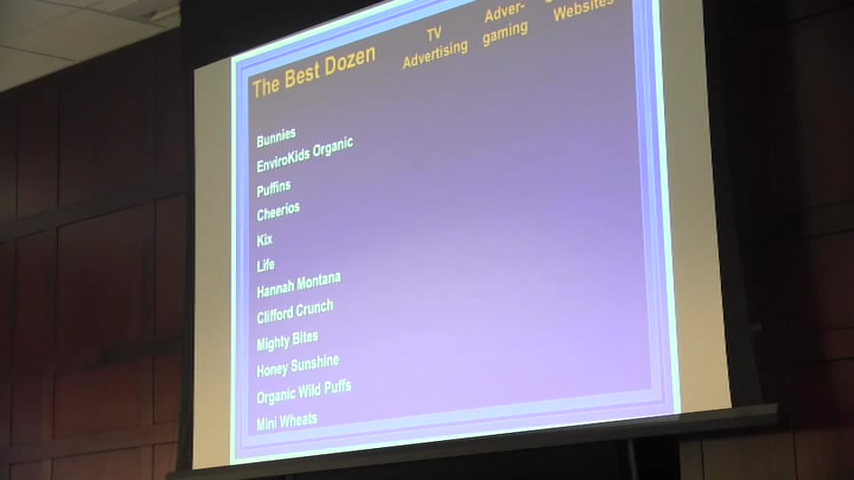 The Best Dozen
TV
Advertising
Adver-
gaming
Websites
Bunnies
EnviroKids Organic
Puffins
Cheerios
Kix
Life
Hannah Montana
Clifford Crunch
Mighty Bites
Honey Sunshine
Organic Wild Puffs
Mini Wheats